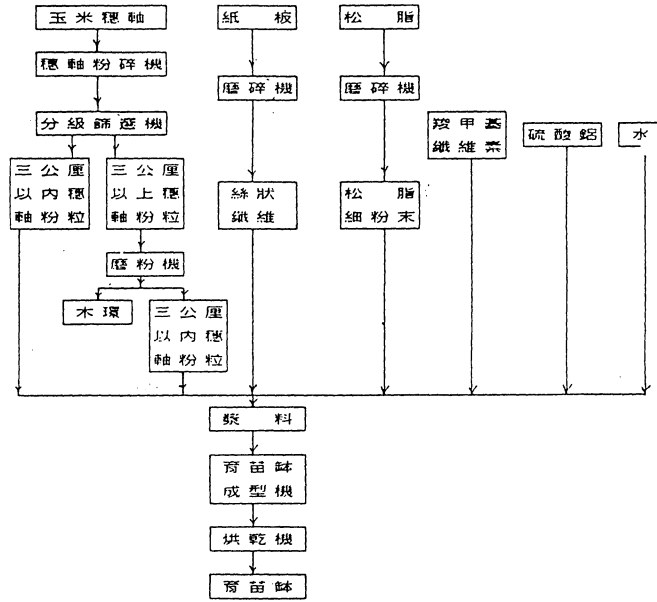 玉米穗軸
紙板
松脂
穗軸粉碎機
磨碎機
磨碎機
分級篩選機
羧甲基
纖維素
硫酸鋁
水
三公厘
以內穗
軸粉粒
三公厘
以上穗
軸粉粒
絲狀
纖維
松脂
細粉末
磨粉機
木環
三公厘
以內穗
軸粉粒
漿料
育苗缽
成型機
烘乾機
育苗缽